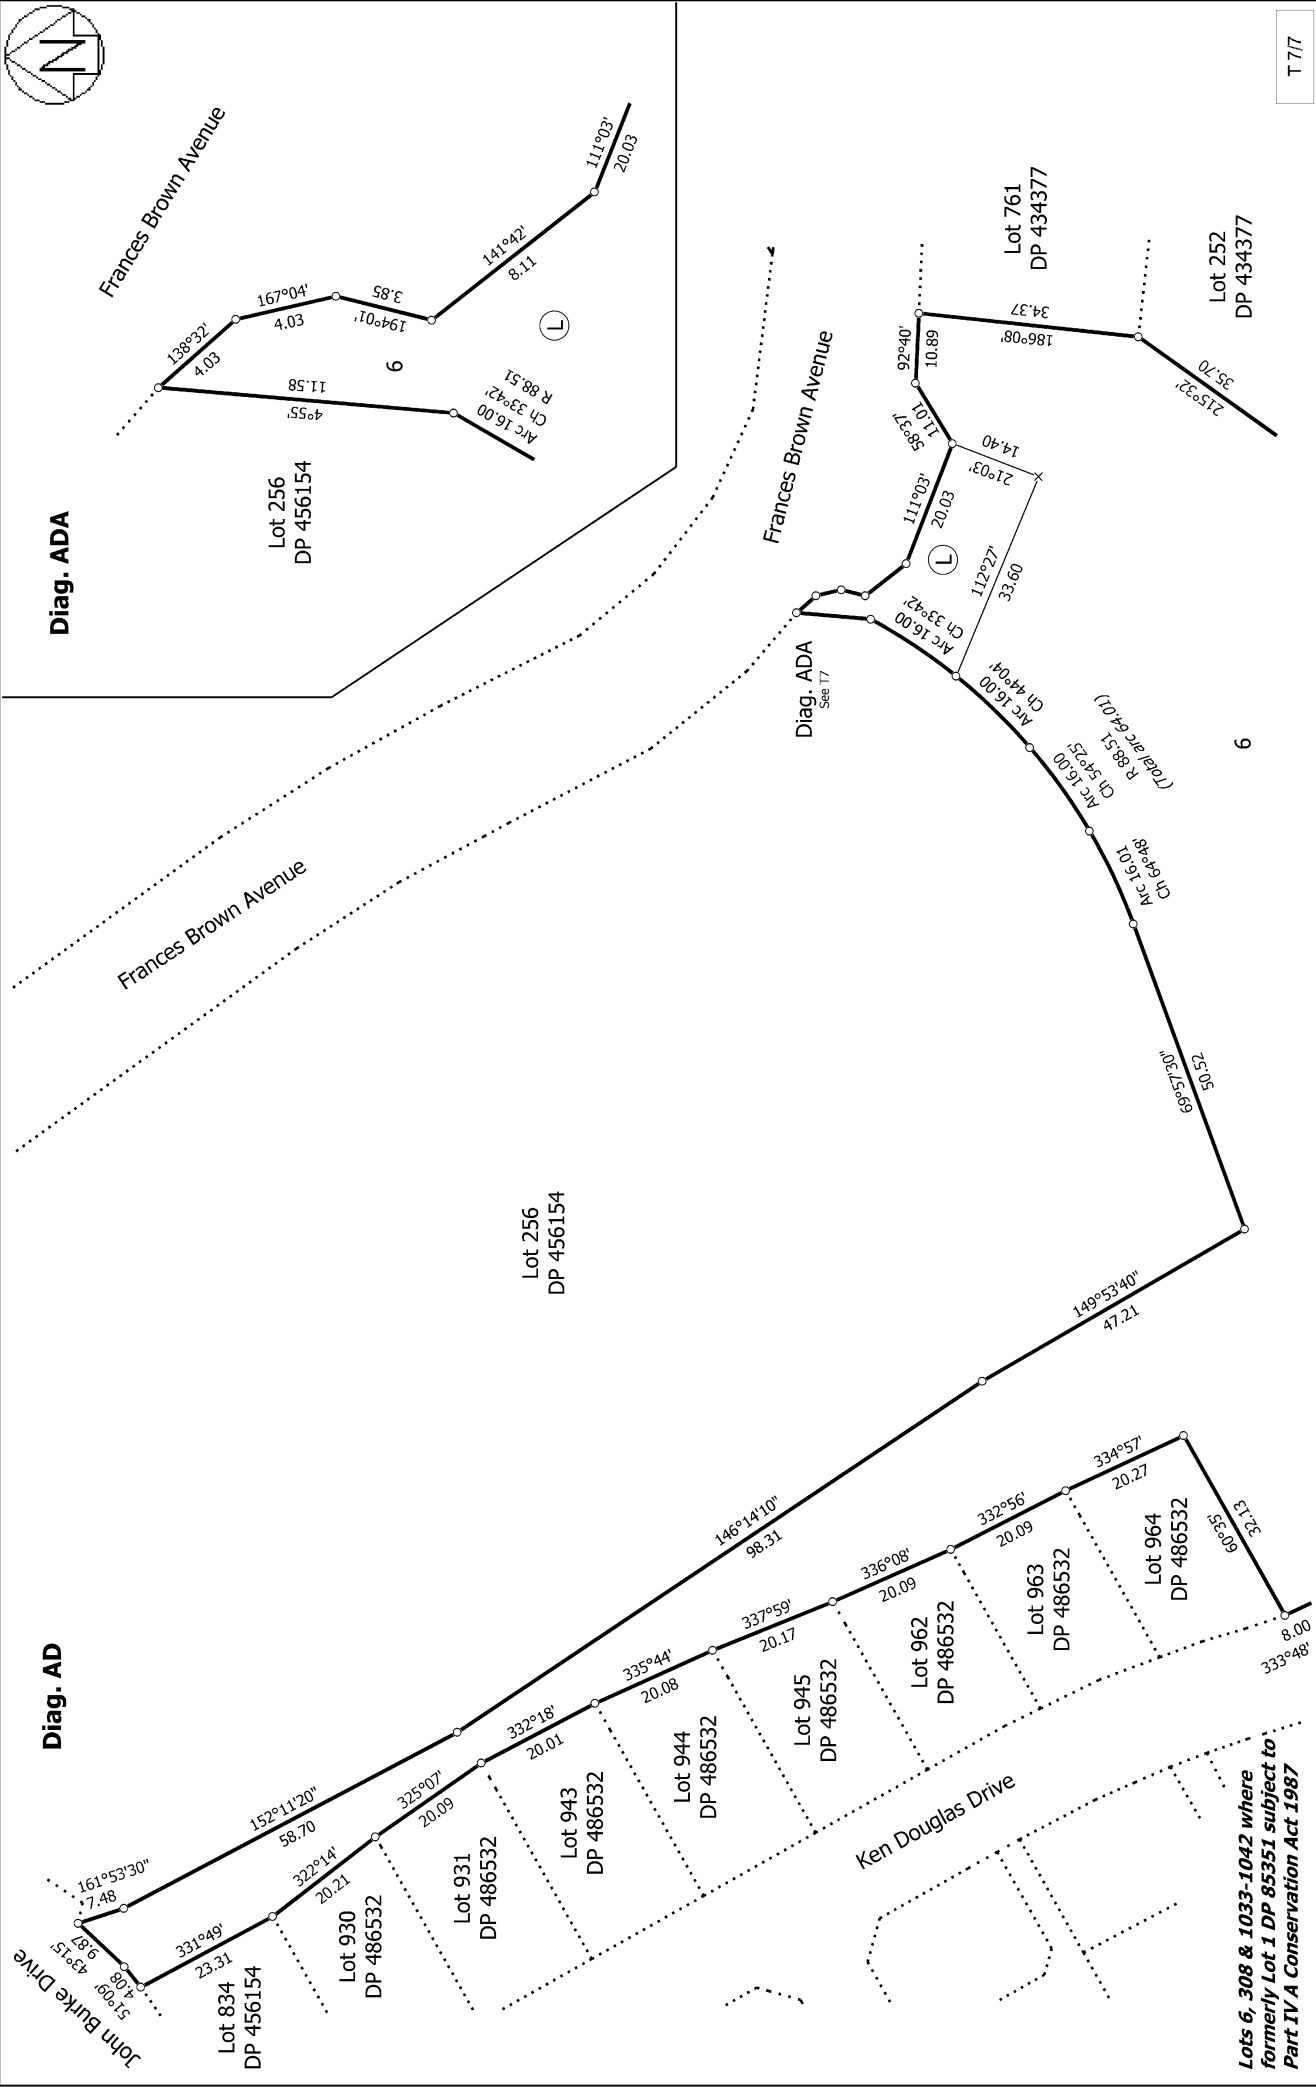 Diag. AD
John Burke Drive
51°09'
4.08
43°15'
9.87
161°53'30"
7.48
152°11'20"
58.70
146°14'10"
98.31
149°53'40"
47.21
331°49'
23.31
322°14'
20.21
325°07'
20.09
332°18'
20.01
335°44'
20.08
337°59'
20.17
336°08'
20.09
332°56'
20.09
334°57'
20.27
60°35'
32.13
8.00
333°48'
Lot 834
DP 456154
Lot 930
DP 486532
Lot 931
DP 486532
Lot 943
DP 486532
Lot 944
DP 486532
Lot 945
DP 486532
Lot 962
DP 486532
Lot 963
DP 486532
Lot 964
DP 486532
Ken Douglas Drive
Lots 6, 308 & 1033-1042 where
formerly Lot 1 DP 85351 subject to
Part IV A Conservation Act 1987
Lot 256
DP 456154
Frances Brown Avenue
69°57'30"
50.52
Arc 16.01
Ch 64°48'
Arc 16.00
Ch 54°25'
R 88.51
(Total arc 64.01)
Arc 16.00
Ch 44°04'
Arc 16.00
Ch 33°42'
6
Diag. ADA
See T7
Frances Brown Avenue
L
112°27'
33.60
111°03'
20.03
21°03'
14.40
58°37'
11.01
92°40'
10.89
186°08'
34.37
215°32'
35.70
Lot 761
DP 434377
Lot 252
DP 434377
Diag. ADA
Lot 256
DP 456154
Frances Brown Avenue
138°32'
4.03
167°04'
4.03
194°01'
3.85
141°42'
8.11
111°03'
20.03
4°55'
11.58
Arc 16.00
Ch 33°42'
R 88.51
6
L
N
T 7/7